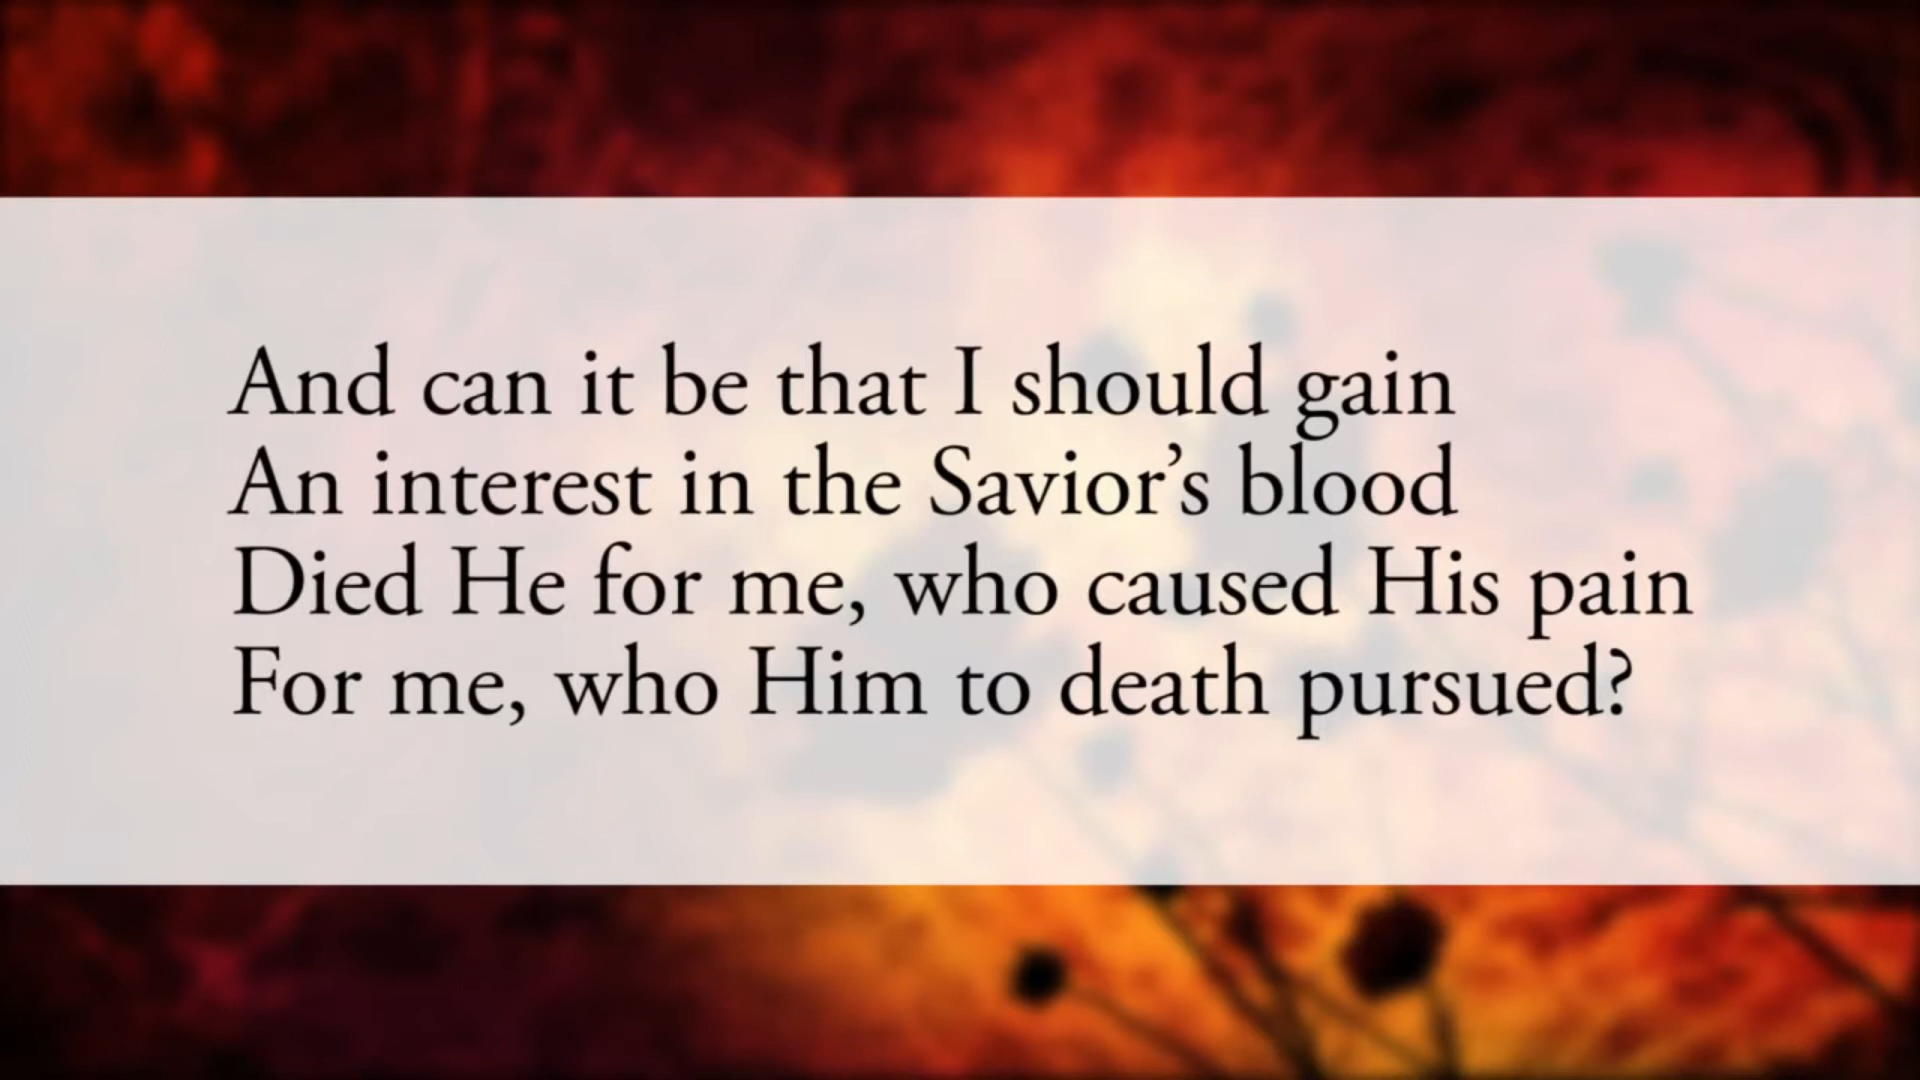 And can it be that I should gain
An interest in the Savior’s blood
Died He for me, who caused His pain
For me, who Him to death pursued?